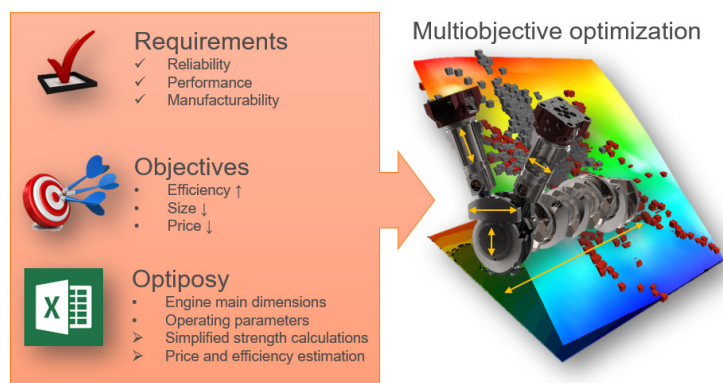 Requirements
✓ Reliability
✓ Performance
✓ Manufacturability
Objectives
• Efficiency ↑
• Size ↓
• Price ↓
X
Optiposy
• Engine main dimensions
• Operating parameters
➢ Simplified strength calculations
➢ Price and efficiency estimation
Multiobjective optimization